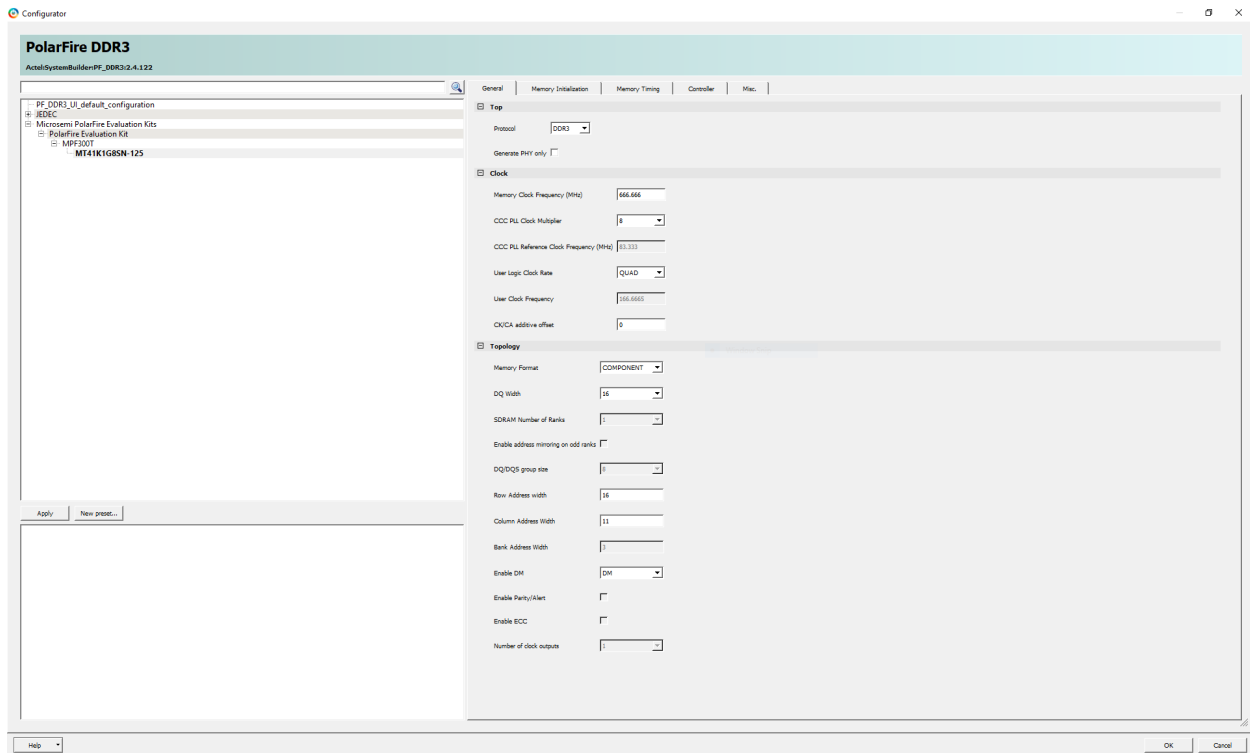 Configurator
PolarFire DDR3
Actel:SystemBuilder:PF_DDR3:2.4.122
PF_DDR3_UI_default_configuration
JEDEC
Microsemi PolarFire Evaluation Kits
PolarFire Evaluation Kit
MPF300T
MT41K1G8SN-125
Apply New preset...
General Memory Initialization Memory Timing Controller Misc.
Top
Protocol DDR3
Generate PHY only
Clock
Memory Clock Frequency (MHz) 666.666
CCC PLL Clock Multiplier 8
CCC PLL Reference Clock Frequency (MHz) 83.333
User Logic Clock Rate QUAD
User Clock Frequency 166.6665
CK/CA additive offset 0
Topology
Memory Format COMPONENT
DQ Width 16
SDRAM Number of Ranks 1
Enable address mirroring on odd ranks
DQ/DQS group size 8
Row Address width 16
Column Address Width 11
Bank Address Width 3
Enable DM DM
Enable Parity/Alert
Enable ECC
Number of clock outputs 1
Help OK Cancel